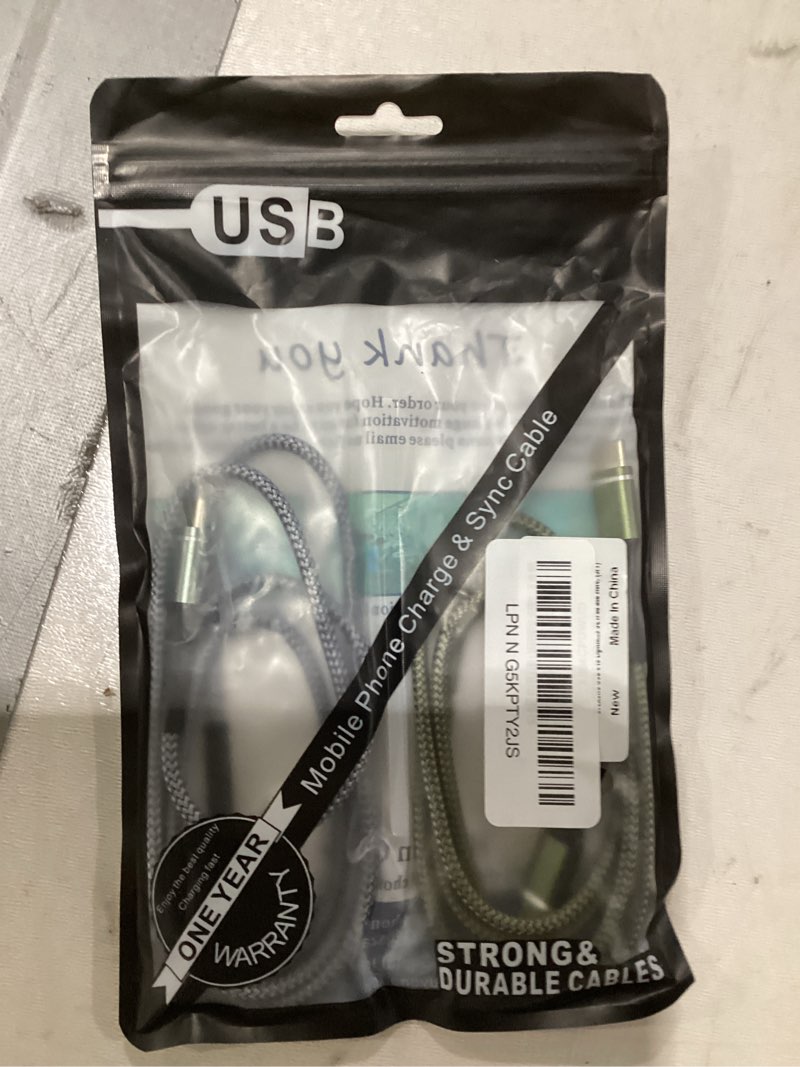 USB
Thank you
your order. Hope
motivation
please email
Mobile Phone Charge & Sync Cable
LPN N G5KPTY2JS
New
Made In China
Enjoy the best quality
Charging fast
ONE YEAR
WARRANTY
STRONG&
DURABLE CABLES